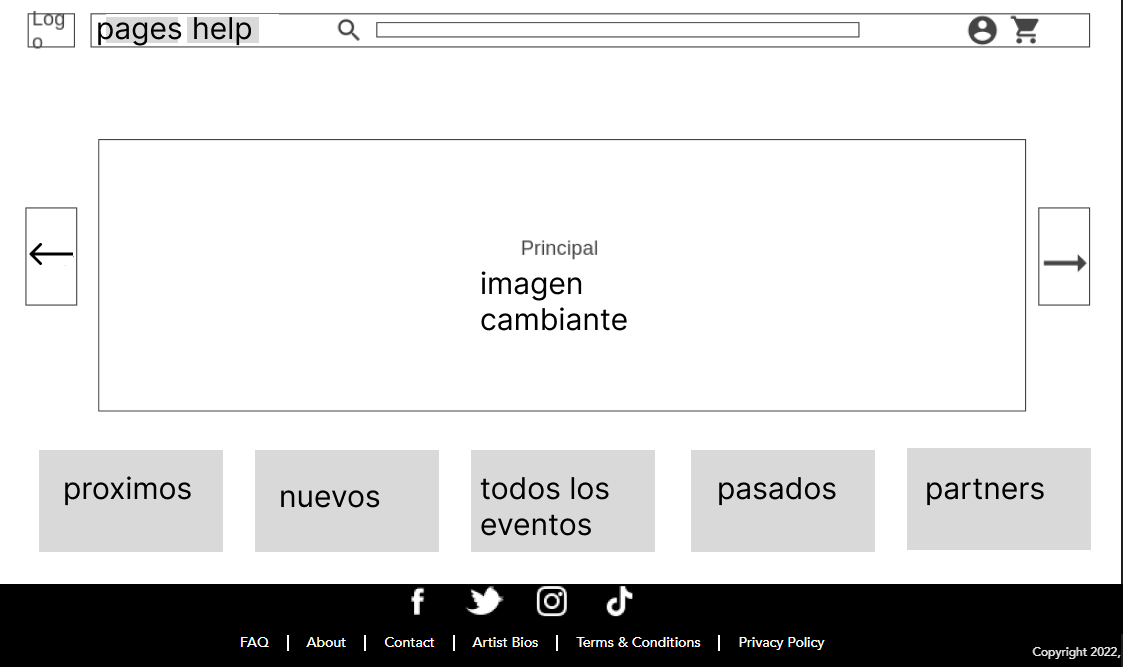 Log
o
pages help
Principal
imagen
cambiante
proximos
nuevos
todos los
eventos
pasados
partners
FAQ | About | Contact | Artist Bios | Terms & Conditions | Privacy Policy
Copyright 2022,